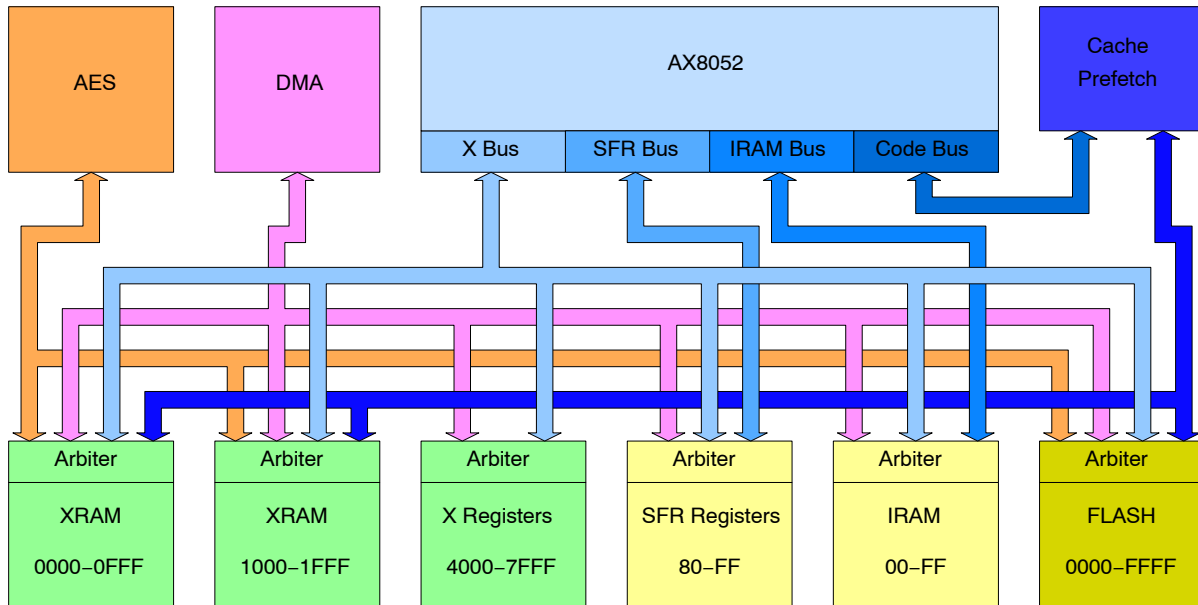 AES
DMA
AX8052
Cache
Prefetch
X Bus
SFR Bus
IRAM Bus
Code Bus
Arbiter
XRAM
0000−0FFF
Arbiter
XRAM
1000−1FFF
Arbiter
X Registers
4000−7FFF
Arbiter
SFR Registers
80−FF
Arbiter
IRAM
00−FF
Arbiter
FLASH
0000−FFFF